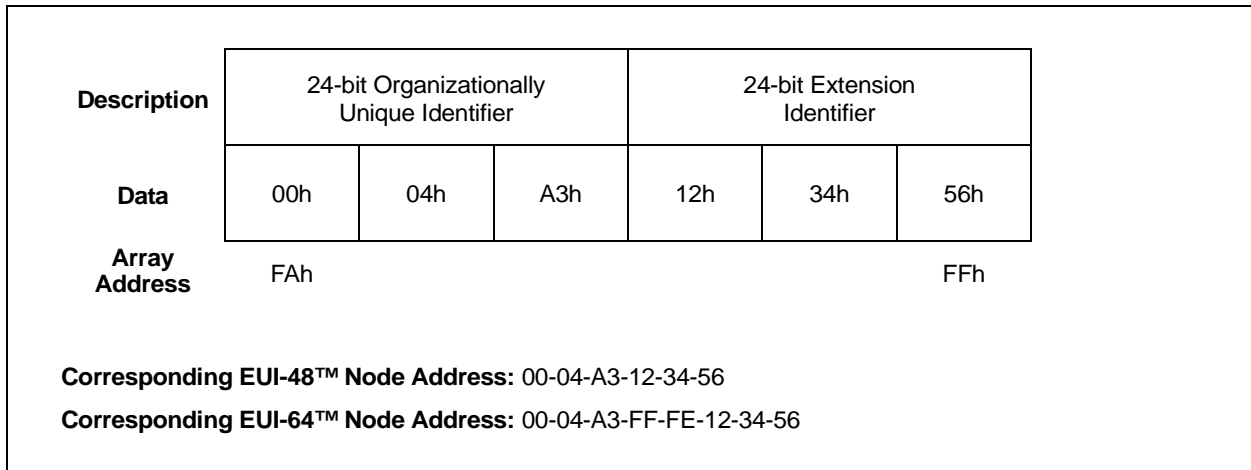 Description
24-bit Organizationally
Unique Identifier
24-bit Extension
Identifier
Data
00h
04h
A3h
12h
34h
56h
Array
Address
FAh
FFh
Corresponding EUI-48™ Node Address: 00-04-A3-12-34-56
Corresponding EUI-64™ Node Address: 00-04-A3-FF-FE-12-34-56